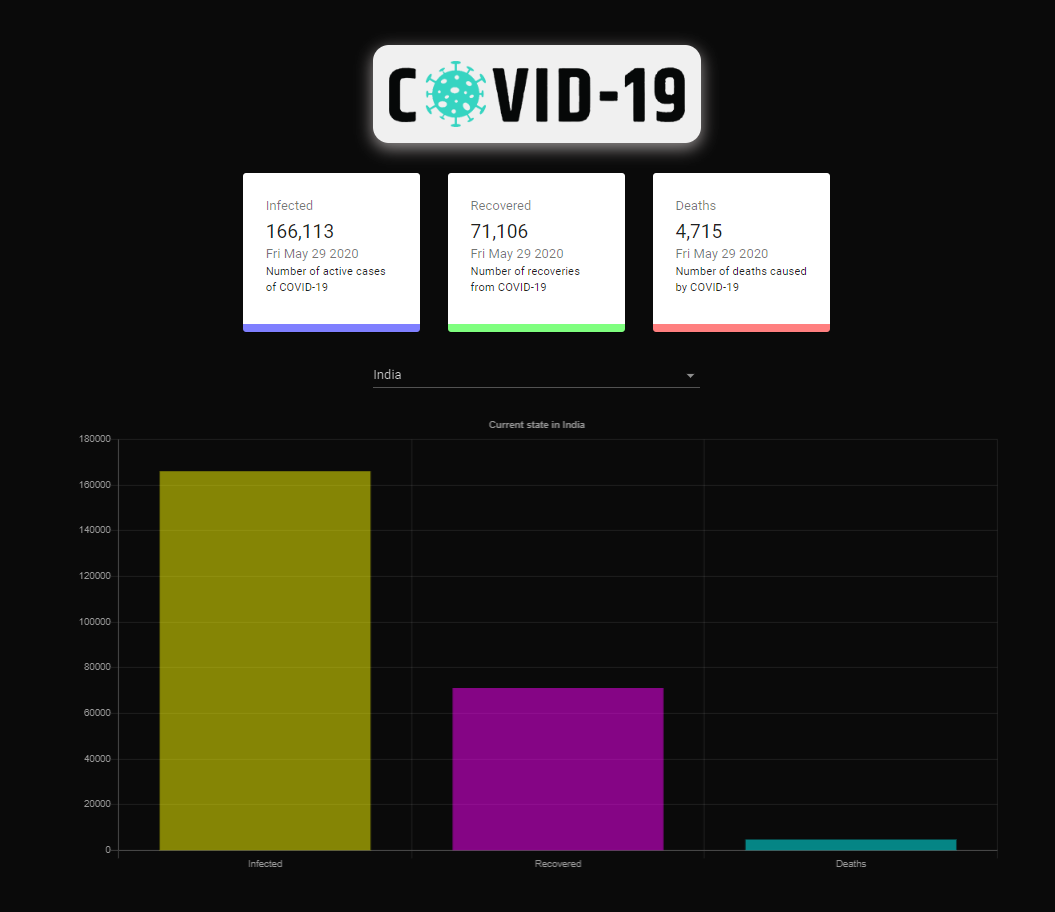 COVID-19
Infected
166,113
Fri May 29 2020
Number of active cases
of COVID-19
Recovered
71,106
Fri May 29 2020
Number of recoveries
from COVID-19
Deaths
4,715
Fri May 29 2020
Number of deaths caused
by COVID-19
India
Current state in India
180000
160000
140000
120000
100000
80000
60000
40000
20000
0
Infected
Recovered
Deaths